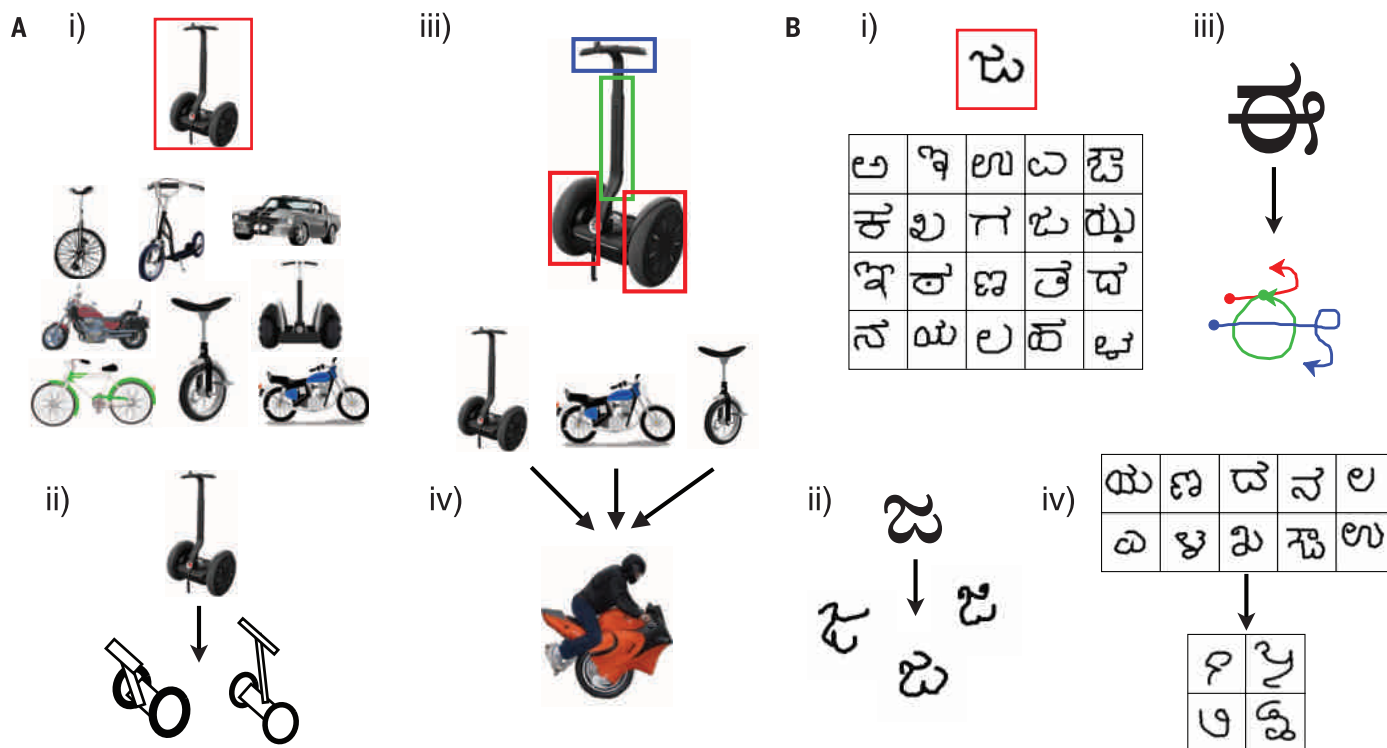 A
i)
ii)
iii)
iv)
B
i)
ಜ
ಅ ಉ ಎ ಔ
ಕ ಖ ಗ ಜ ಝ
ಞ ಣ ತ ದ
ನ ಯ ಲ ಹ ಳ
ii)
ಜ
ಜ ಜ
ಜ
iii)
iv)
ಯ ಣ ದ ನ ಲ
ಎ ಳ ಖ ಔ ಉ